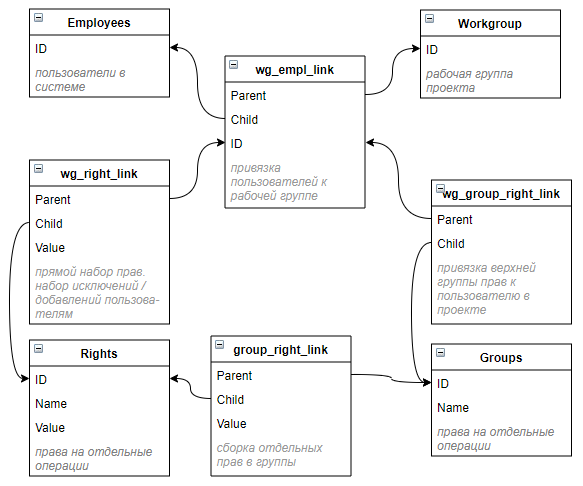 Employees
ID
пользователи в
системе
wg_empl_link
Parent
Child
ID
привязка
пользователей к
рабочей группе
Workgroup
ID
рабочая группа
проекта
wg_right_link
Parent
Child
Value
прямой набор прав.
набор исключений /
добавлений пользова-
телям
wg_group_right_link
Parent
Child
привязка верхней
группы прав к
пользователю в
проекте
Rights
ID
Name
Value
права на отдельные
операции
group_right_link
Parent
Child
Value
сборка отдельных
прав в группы
Groups
ID
Name
права на отдельные
операции